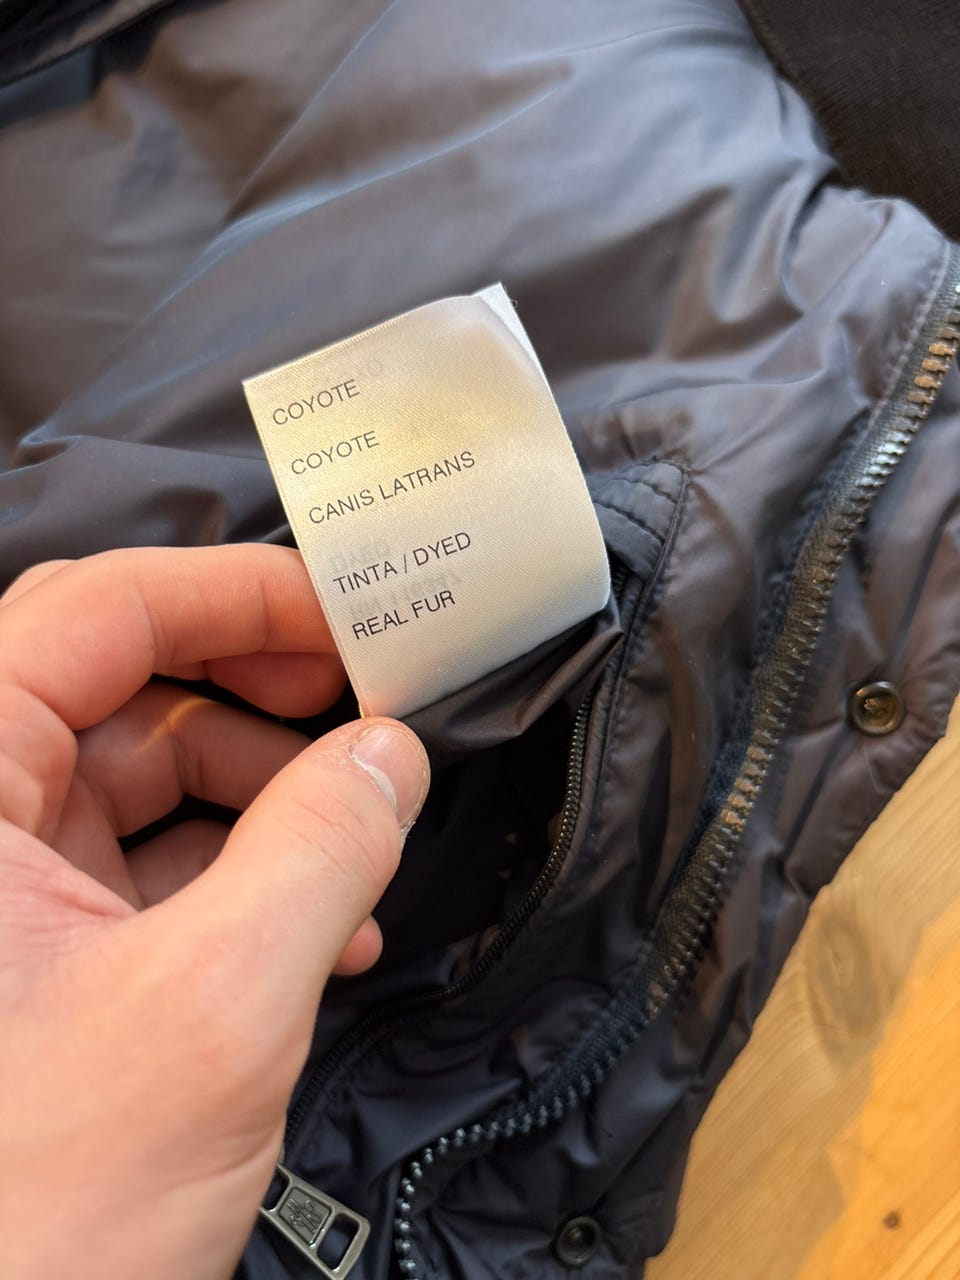 COYOTE
COYOTE
CANIS LATRANS
TINTA / DYED
REAL FUR